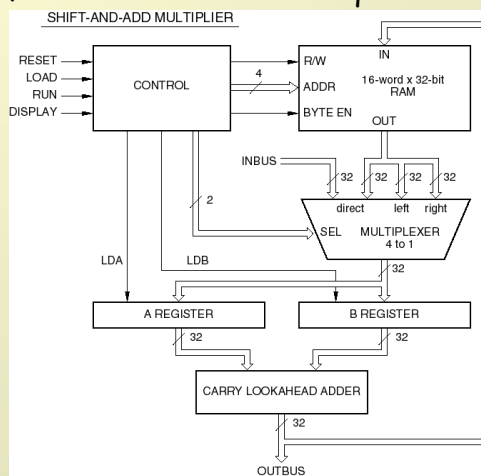 SHIFT-AND-ADD MULTIPLIER
RESET
LOAD
RUN
DISPLAY
CONTROL
4
R/W
ADDR
BYTE EN
IN
16-word x 32-bit
RAM
OUT
INBUS
32
32
32
32
2
direct
left
right
SEL
MULTIPLEXER
4 to 1
LDA
LDB
32
A REGISTER
B REGISTER
32
32
CARRY LOOKAHEAD ADDER
32
OUTBUS